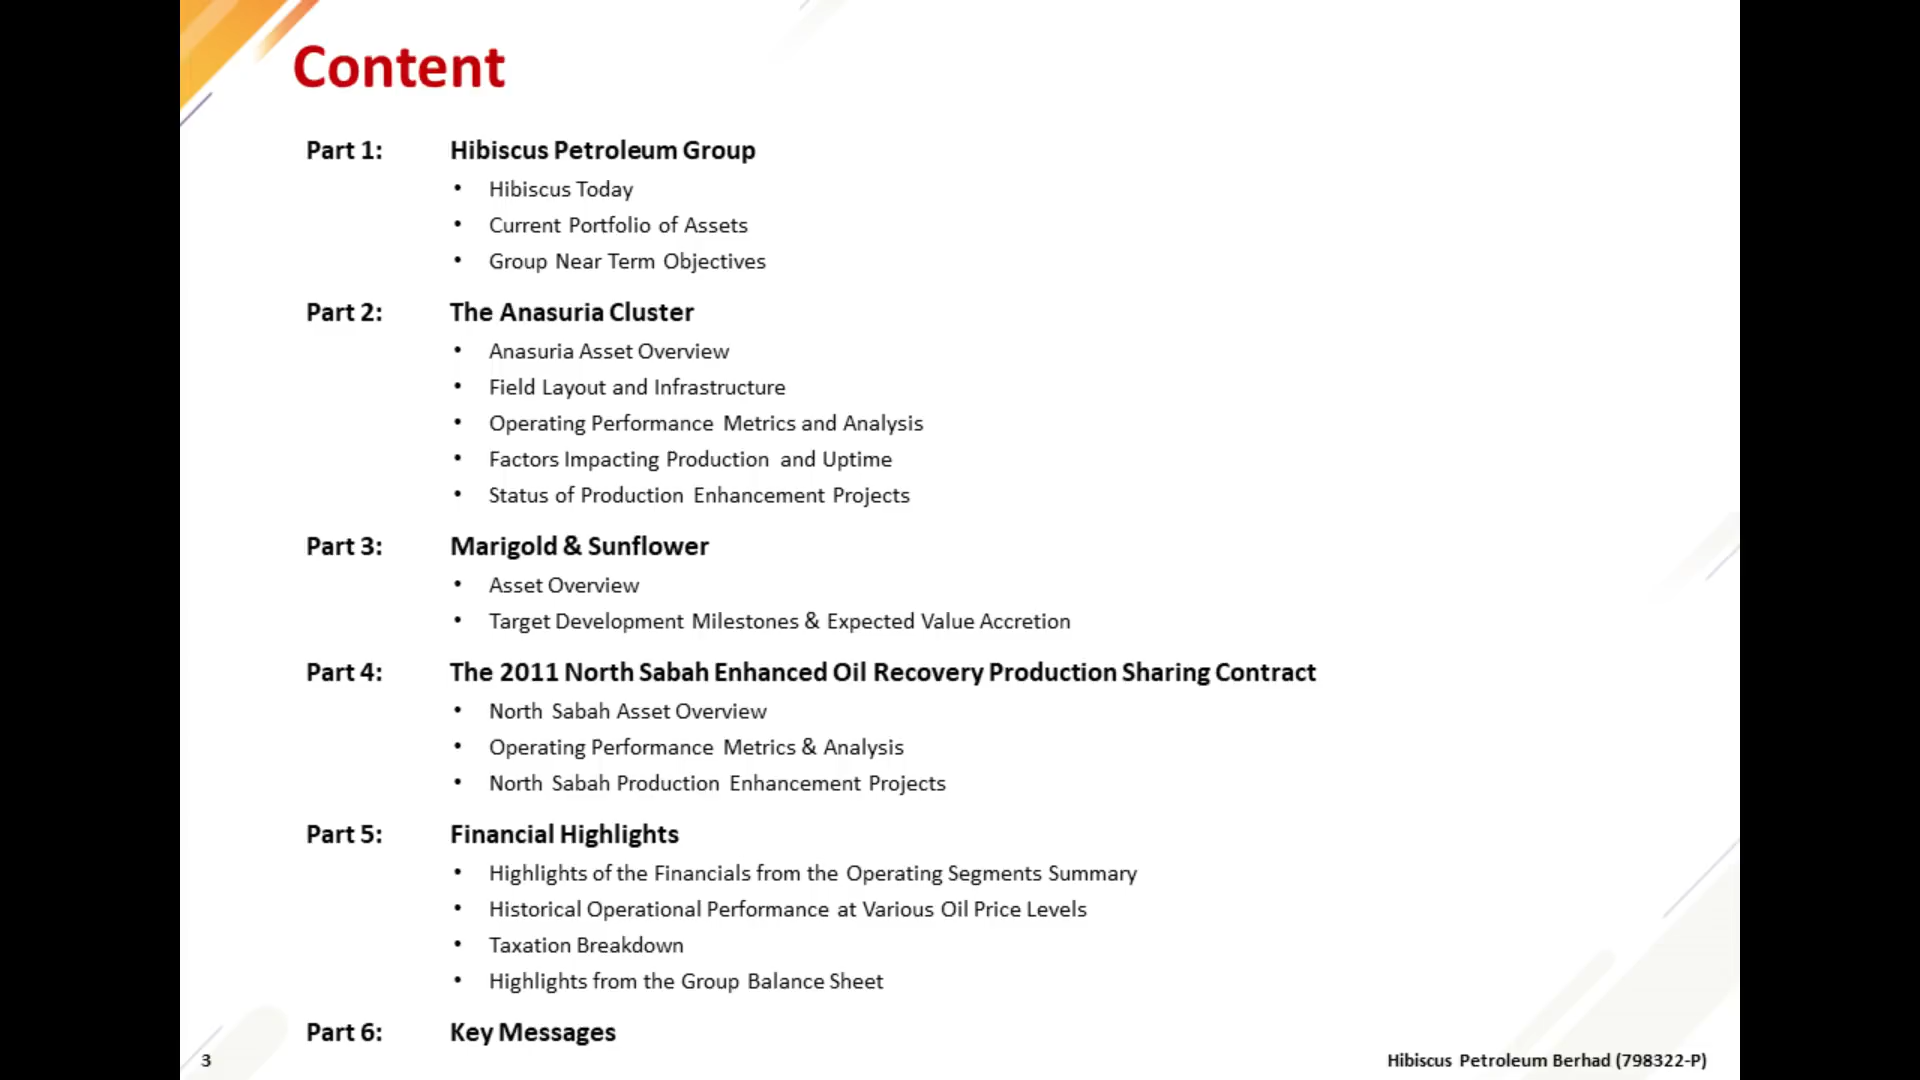 Content
Part 1: Hibiscus Petroleum Group
• Hibiscus Today
• Current Portfolio of Assets
• Group Near Term Objectives
Part 2: The Anasuria Cluster
• Anasuria Asset Overview
• Field Layout and Infrastructure
• Operating Performance Metrics and Analysis
• Factors Impacting Production and Uptime
• Status of Production Enhancement Projects
Part 3: Marigold & Sunflower
• Asset Overview
• Target Development Milestones & Expected Value Accretion
Part 4: The 2011 North Sabah Enhanced Oil Recovery Production Sharing Contract
• North Sabah Asset Overview
• Operating Performance Metrics & Analysis
• North Sabah Production Enhancement Projects
Part 5: Financial Highlights
• Highlights of the Financials from the Operating Segments Summary
• Historical Operational Performance at Various Oil Price Levels
• Taxation Breakdown
• Highlights from the Group Balance Sheet
Part 6: Key Messages
3
Hibiscus Petroleum Berhad (798322-P)